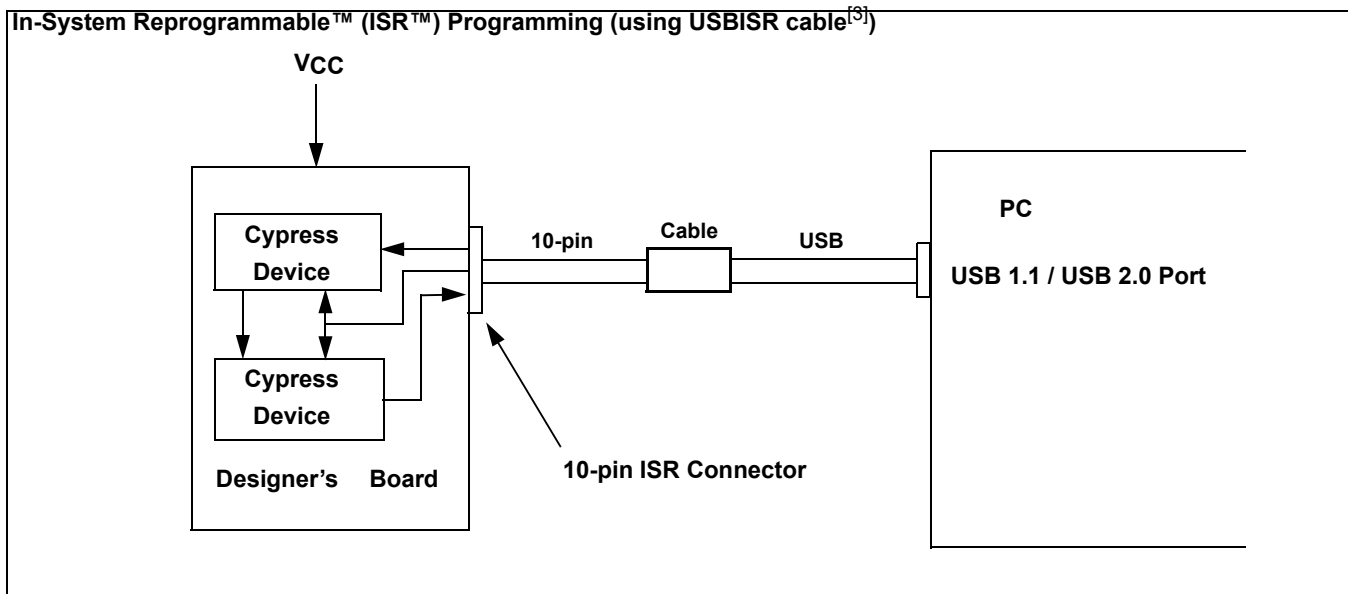 In-System Reprogrammable™ (ISR™) Programming (using USBISR cable[3])
VCC
Cypress
Device
Cypress
Device
Designer's Board
10-pin
Cable
USB
10-pin ISR Connector
PC
USB 1.1 / USB 2.0 Port